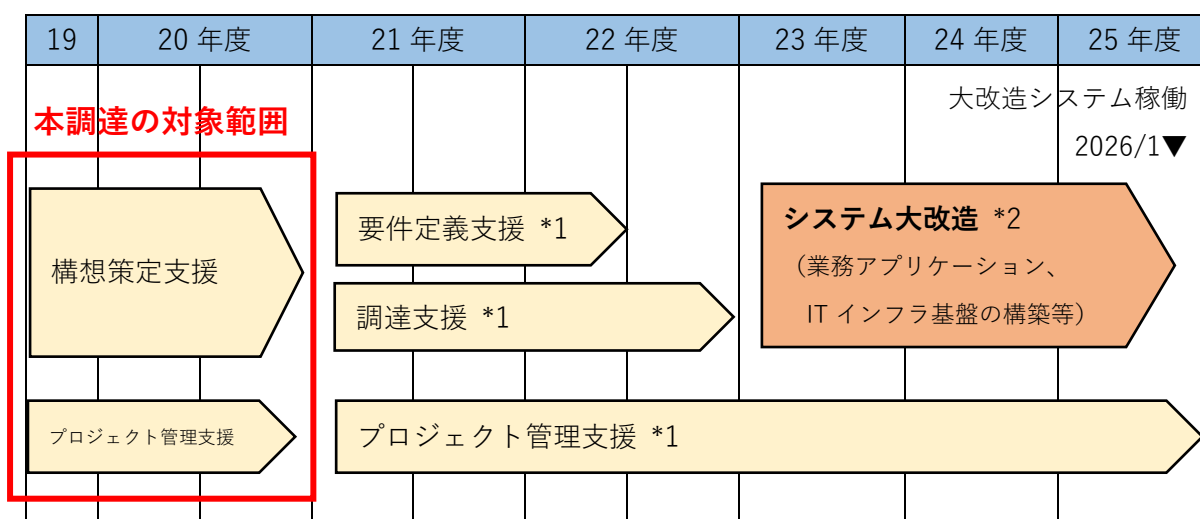 19 20 年度 21 年度 22 年度 23 年度 24 年度 25 年度
大改造システム稼働
2026/1▼
本調達の対象範囲
構想策定支援
要件定義支援 *1
調達支援 *1
システム大改造 *2
（業務アプリケーション、
IT インフラ基盤の構築等）
プロジェクト管理支援
プロジェクト管理支援 *1